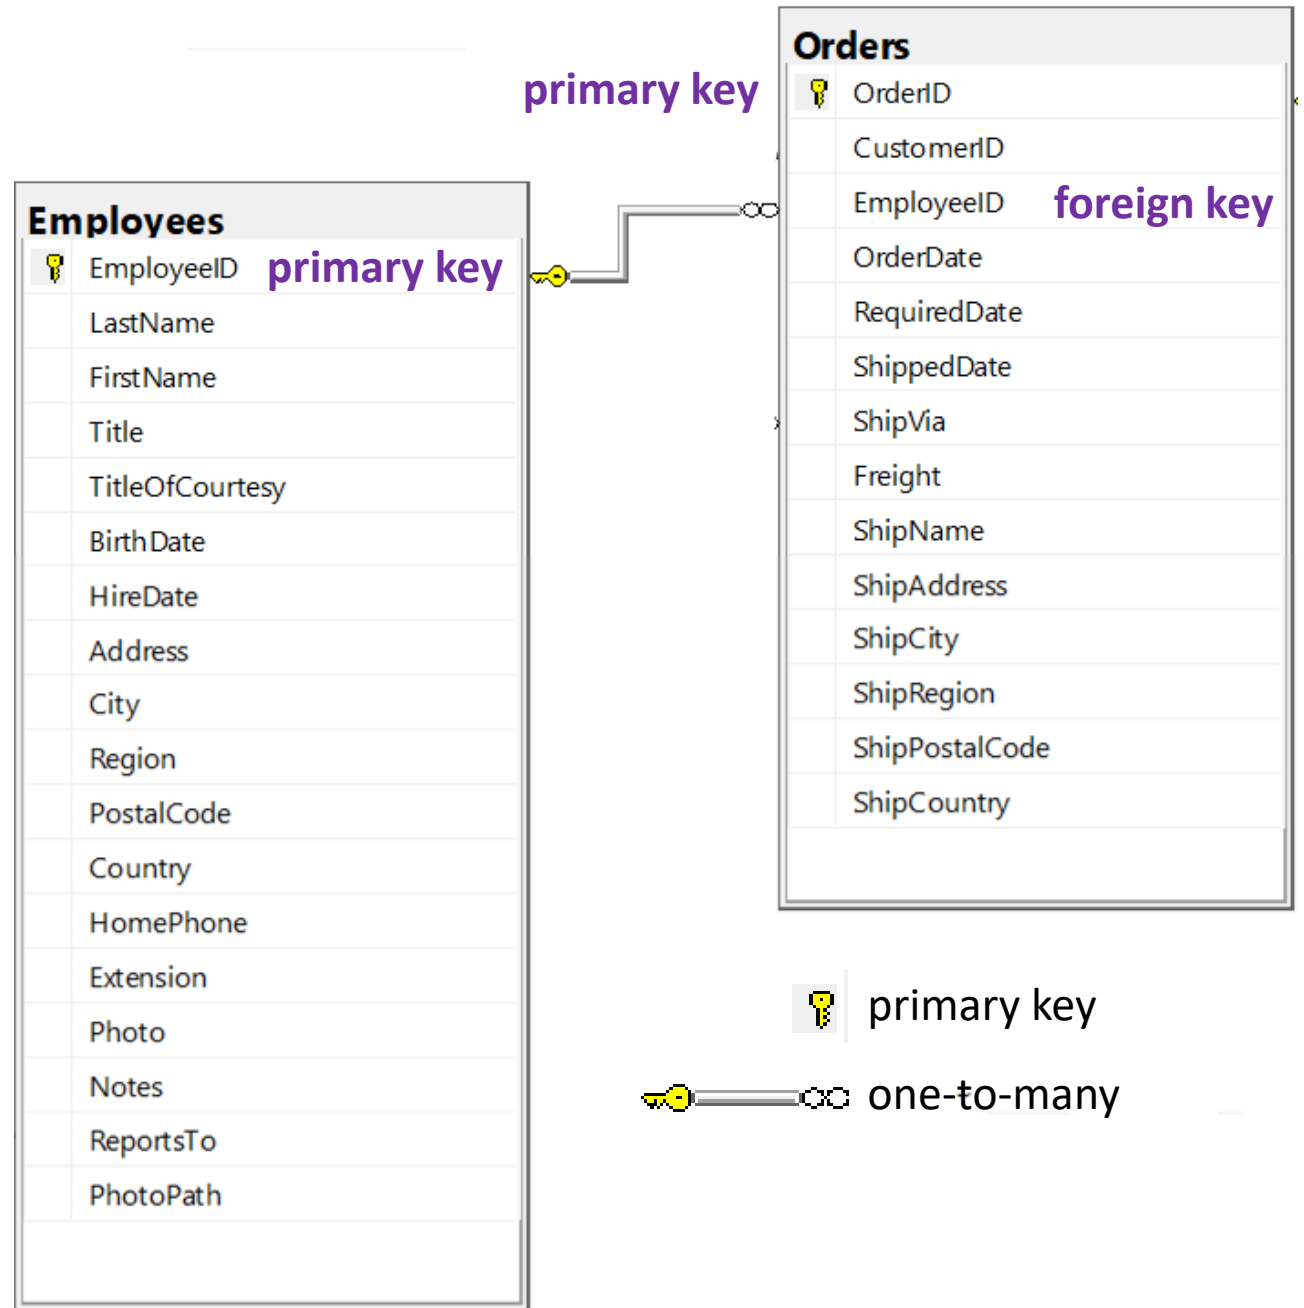 Orders
primary key
OrderID
CustomerID
EmployeeID foreign key
OrderDate
RequiredDate
ShippedDate
ShipVia
Freight
ShipName
ShipAddress
ShipCity
ShipRegion
ShipPostalCode
ShipCountry
Employees
EmployeeID primary key
LastName
FirstName
Title
TitleOfCourtesy
BirthDate
HireDate
Address
City
Region
PostalCode
Country
HomePhone
Extension
Photo
Notes
ReportsTo
PhotoPath
primary key
one-to-many